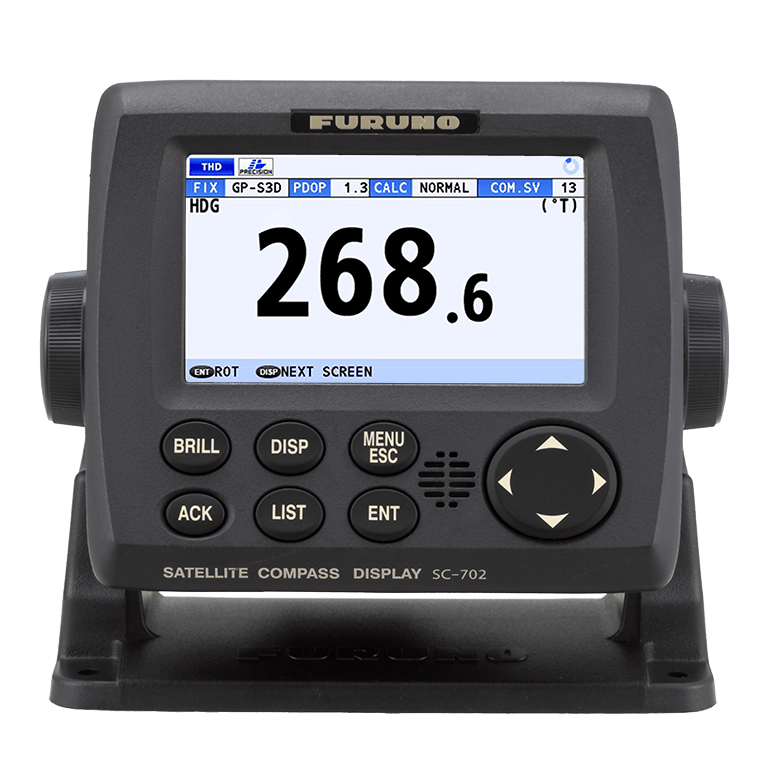 FURUNO
THD PRECISION
FIX GP-S3D PDOP 1.3 CALC NORMAL COM.SV 13
HDG (°T)
268.6
ENT ROT DISP NEXT SCREEN
BRILL DISP MENU ESC
ACK LIST ENT
SATELLITE COMPASS DISPLAY SC-702
FURUNO